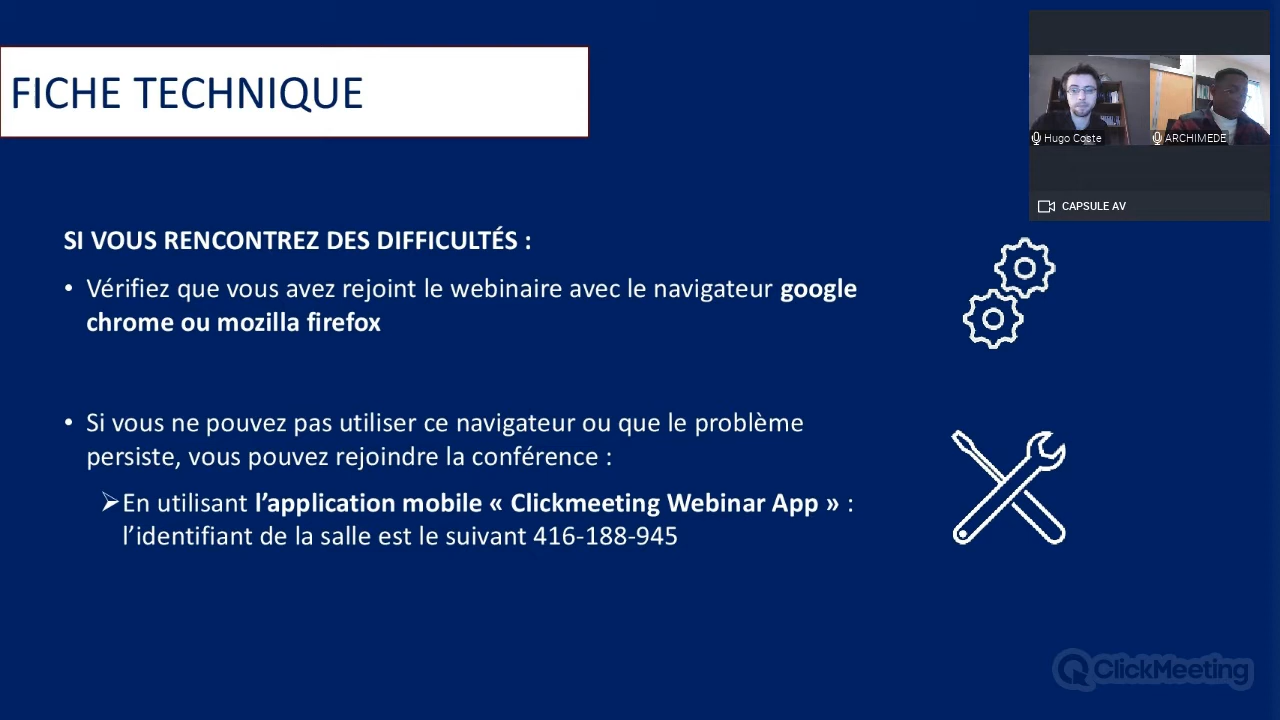 FICHE TECHNIQUE
Hugo Coste
ARCHIMEDE
CAPSULE AV
SI VOUS RENCONTREZ DES DIFFICULTÉS :
• Vérifiez que vous avez rejoint le webinaire avec le navigateur google
chrome ou mozilla firefox
• Si vous ne pouvez pas utiliser ce navigateur ou que le problème
persiste, vous pouvez rejoindre la conférence :
➢En utilisant l’application mobile « Clickmeeting Webinar App » :
l’identifiant de la salle est le suivant 416-188-945
ClickMeeting